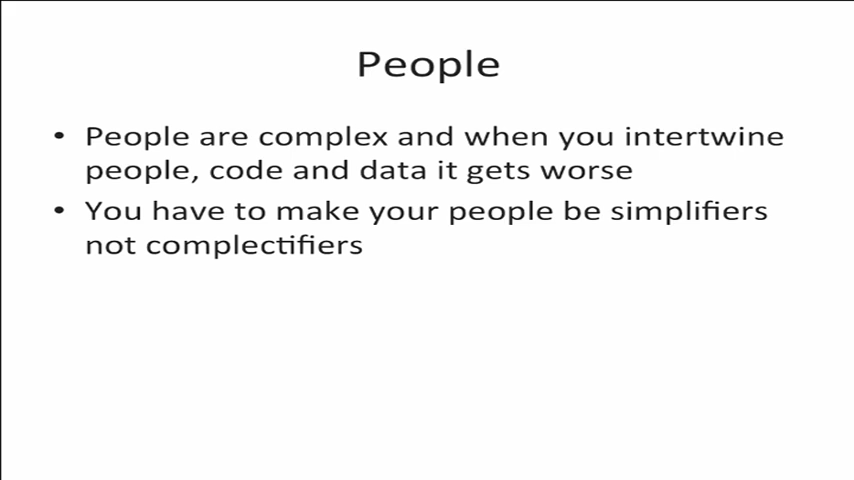 People
• People are complex and when you intertwine
people, code and data it gets worse
• You have to make your people be simplifiers
not complectifiers